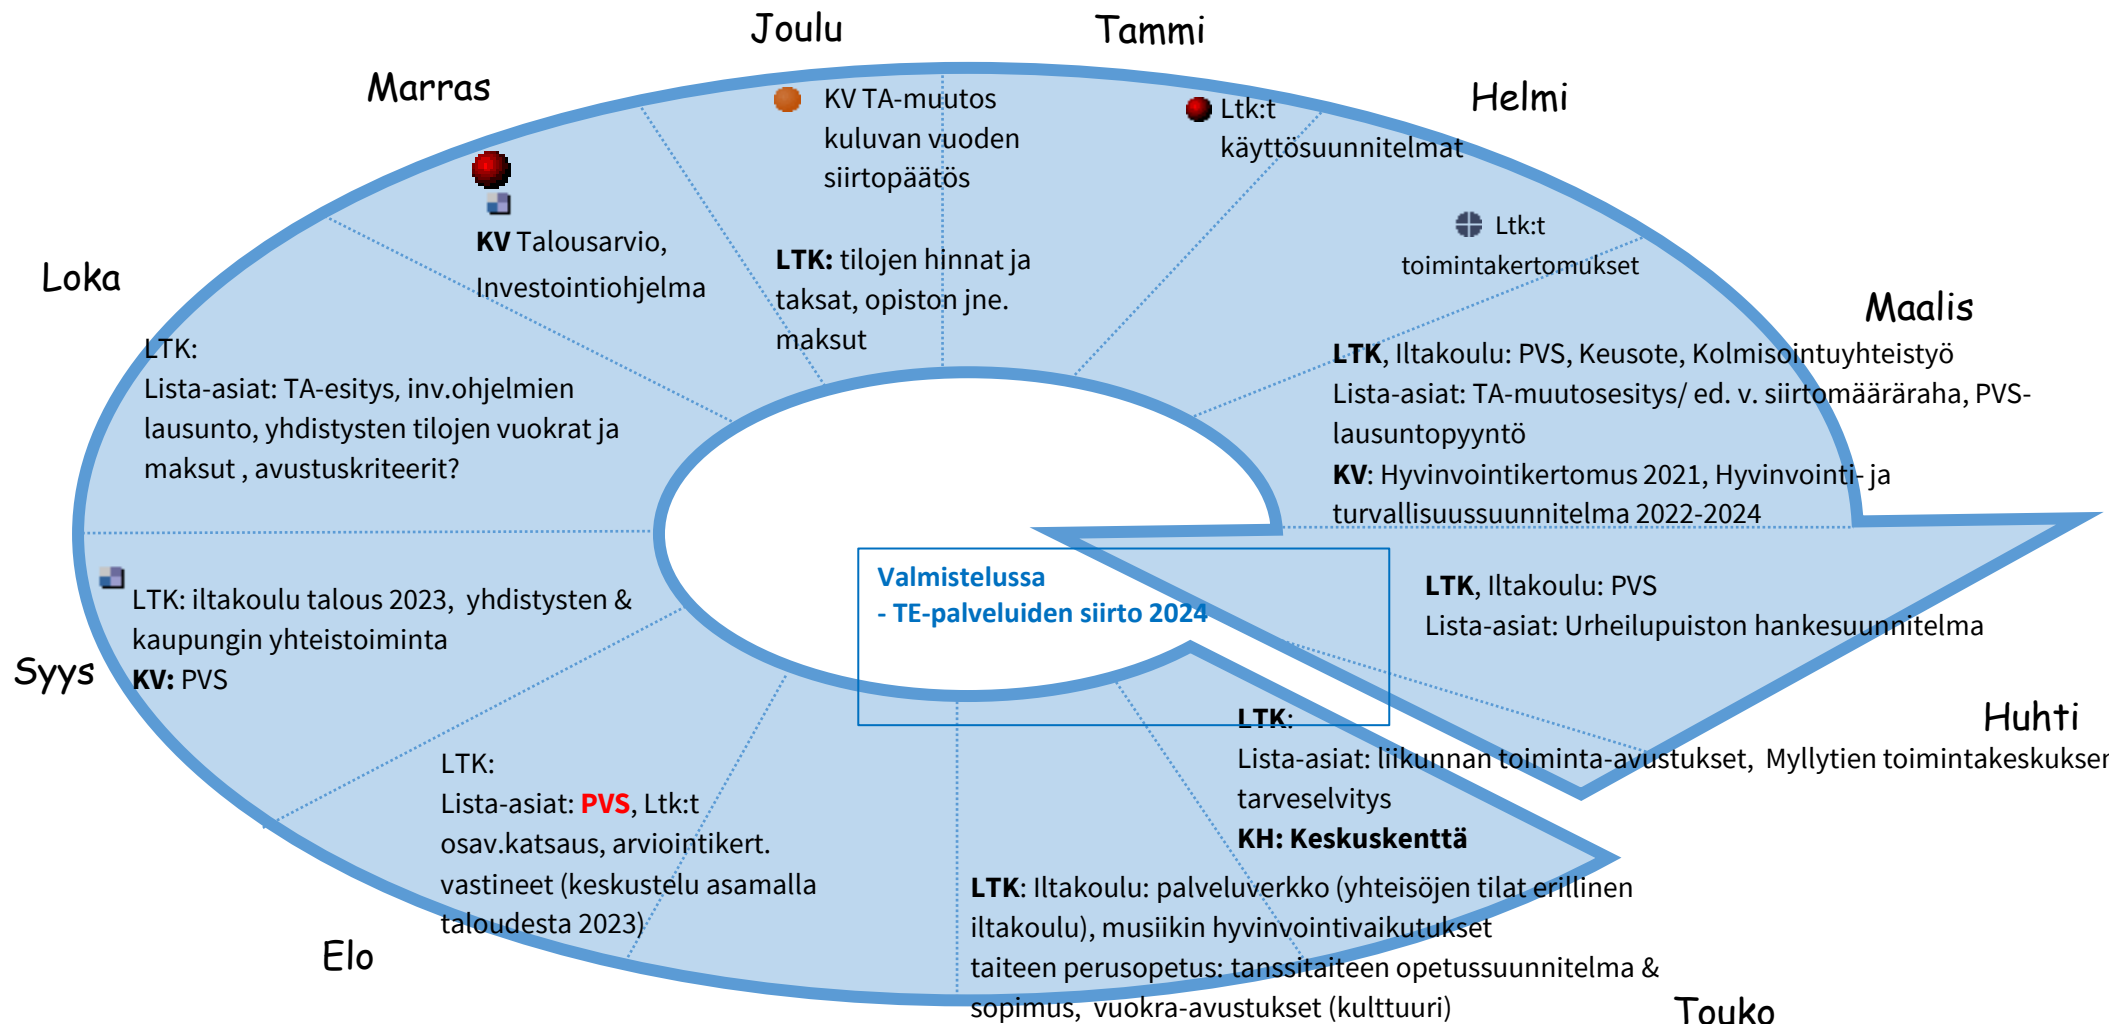 Joulu
Tammi
Marras
Helmi
KV TA-muutos
kuluvan vuoden
siirtopäätös
Ltk:t
käyttösuunnitelmat
Ltk:t
toimintakertomukset
KV Talousarvio,
Investointiohjelma
LTK: tilojen hinnat ja
taksat, opiston jne.
maksut
Loka
Maalis
LTK:
Lista-asiat: TA-esitys, inv.ohjelmien
lausunto, yhdistysten tilojen vuokrat ja
maksut , avustuskriteerit?
LTK, Iltakoulu: PVS, Keusote, Kolmisointuyhteistyö
Lista-asiat: TA-muutosesitys/ ed. v. siirtomääräraha, PVS-
lausuntopyyntö
KV: Hyvinvointikertomus 2021, Hyvinvointi- ja
turvallisuussuunnitelma 2022-2024
Valmistelussa
- TE-palveluiden siirto 2024
LTK, Iltakoulu: PVS
Lista-asiat: Urheilupuiston hankesuunnitelma
LTK: iltakoulu talous 2023, yhdistysten &
kaupungin yhteistoiminta
KV: PVS
Syys
Huhti
LTK:
Lista-asiat: liikunnan toiminta-avustukset, Myllytien toimintakeskuksen
tarveselvitys
KH: Keskuskenttä
LTK:
Lista-asiat: PVS, Ltk:t
osav.katsaus, arviointikert.
vastineet (keskustelu asamalla
taloudesta 2023)
LTK: Iltakoulu: palveluverkko (yhteisöjen tilat erillinen
iltakoulu), musiikin hyvinvointivaikutukset
taiteen perusopetus: tanssitaiteen opetussuunnitelma &
sopimus, vuokra-avustukset (kulttuuri)
Elo
Touko